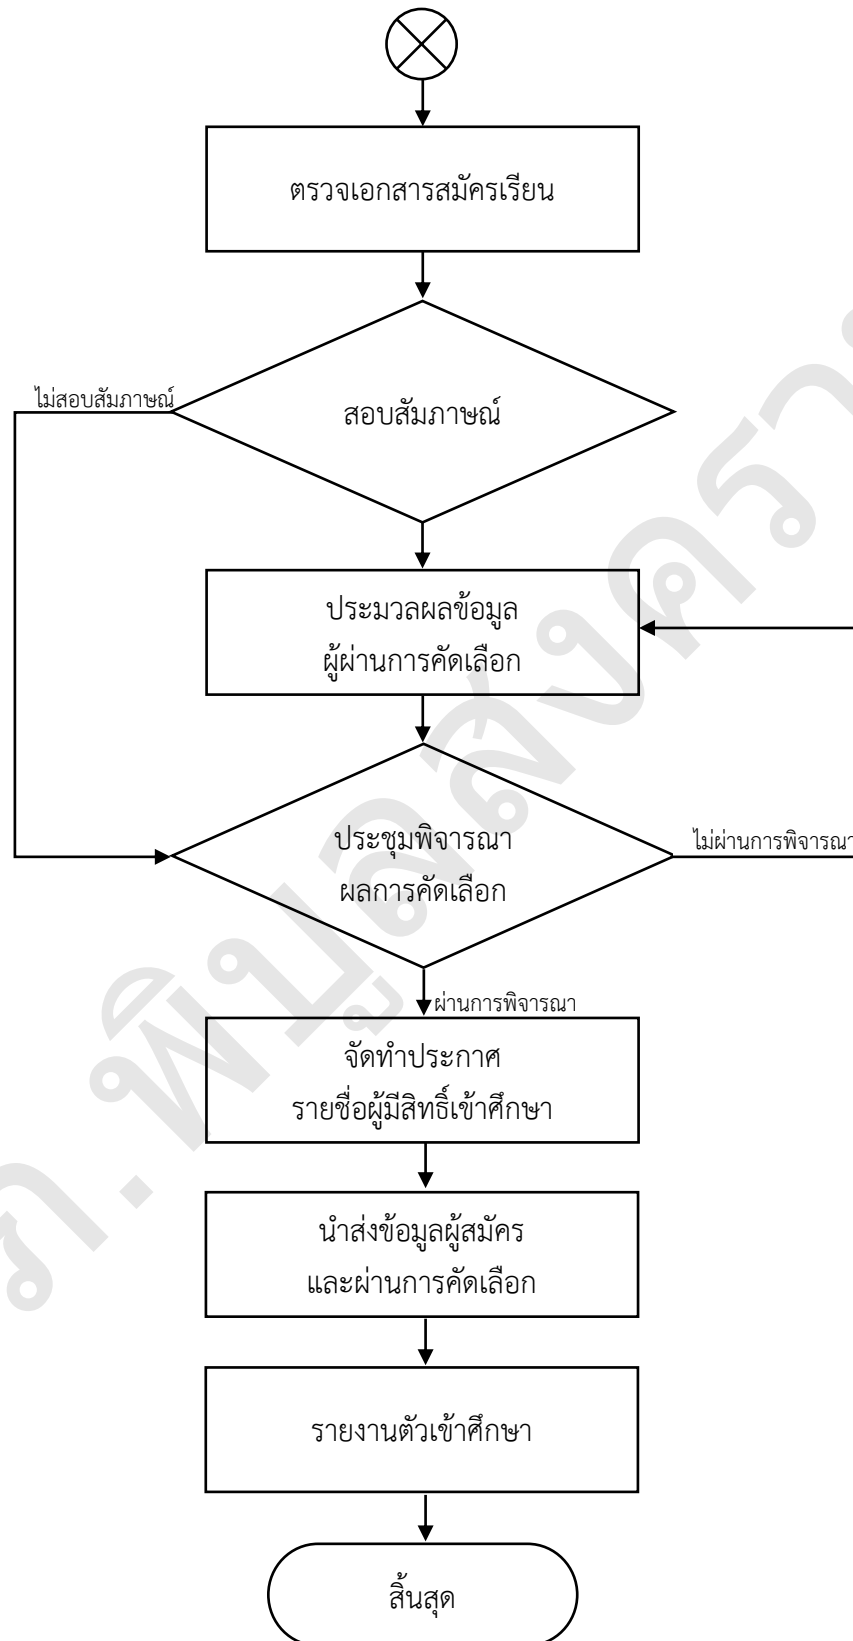 ตรวจเอกสารสมัครเรียน
ไม่สอบสัมภาษณ์
สอบสัมภาษณ์
ประมวลผลข้อมูล
ผู้ผ่านการคัดเลือก
ประชุมพิจารณา
ผลการคัดเลือก
ไม่ผ่านการพิจารณา
ผ่านการพิจารณา
จัดทำประกาศ
รายชื่อผู้มีสิทธิ์เข้าศึกษา
นำส่งข้อมูลผู้สมัคร
และผ่านการคัดเลือก
รายงานตัวเข้าศึกษา
สิ้นสุด